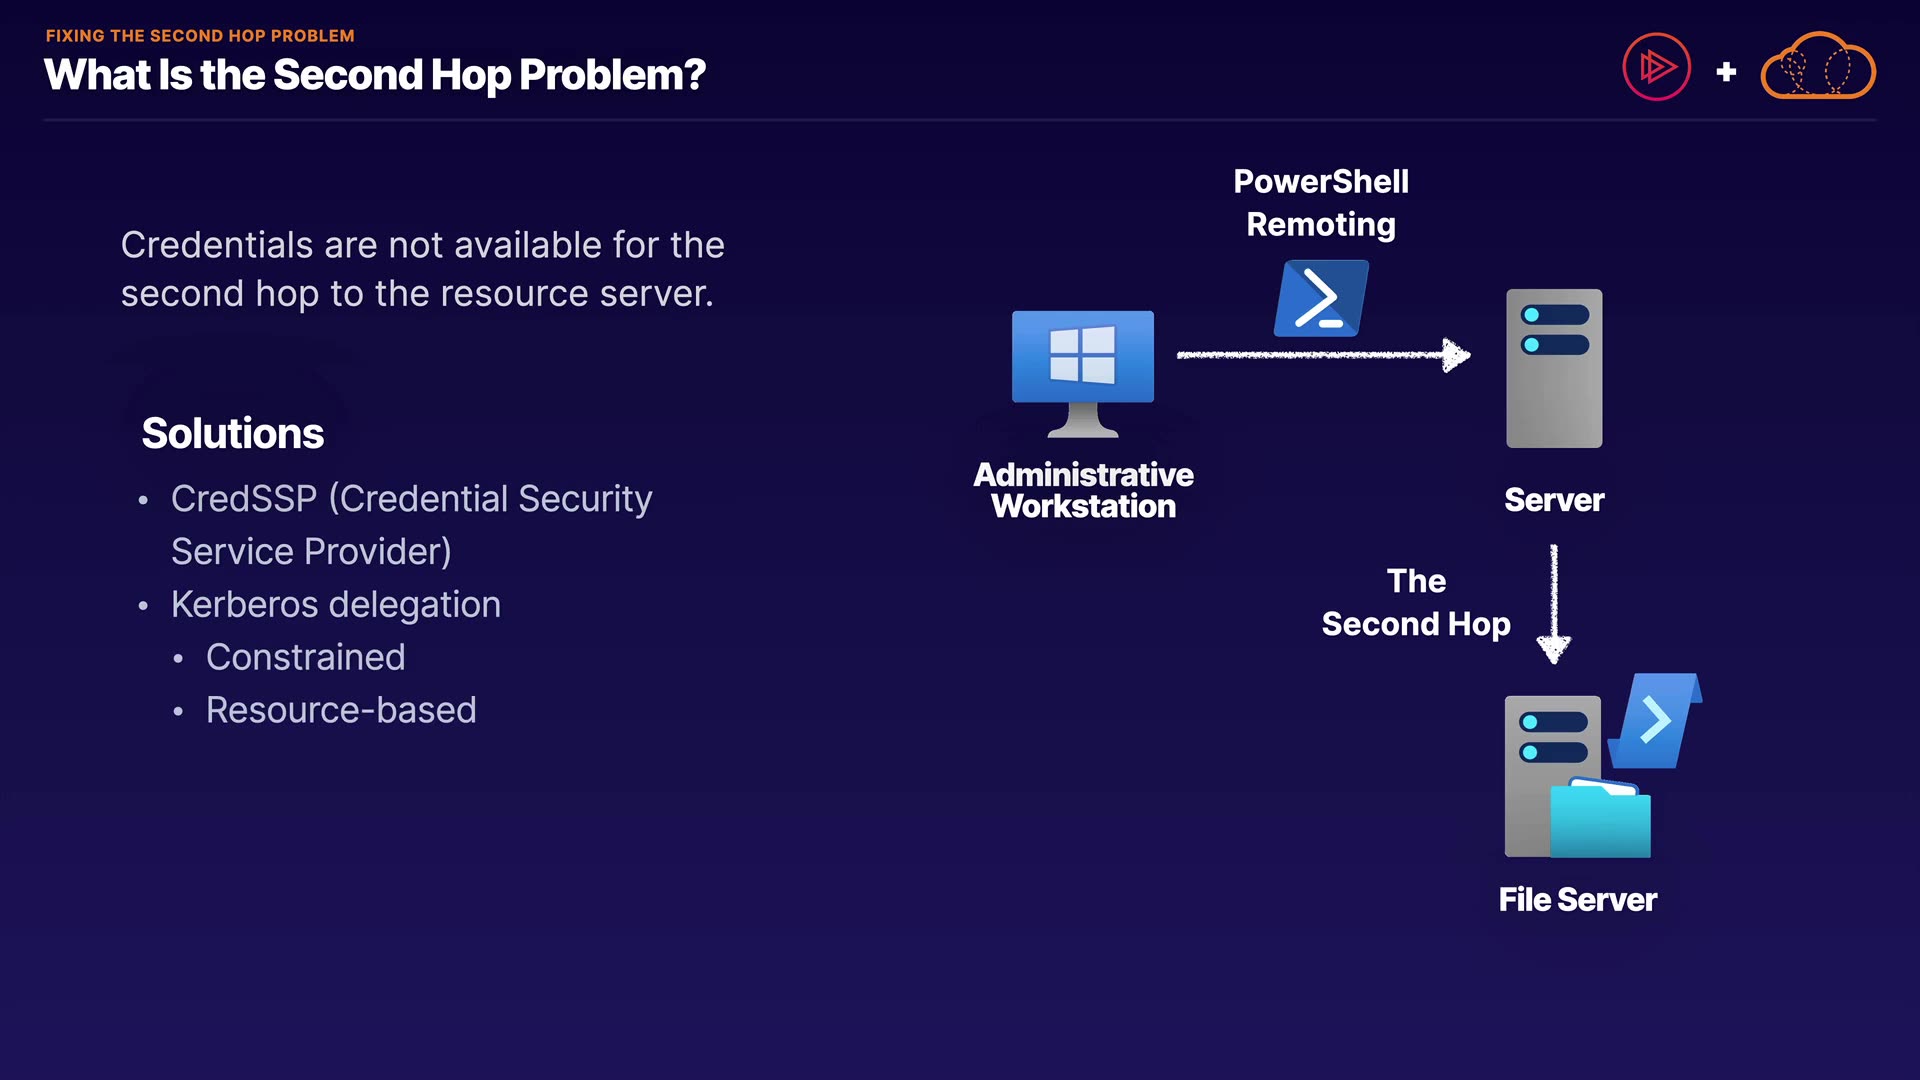 FIXING THE SECOND HOP PROBLEM
What Is the Second Hop Problem?
Credentials are not available for the
second hop to the resource server.
Solutions
• CredSSP (Credential Security
Service Provider)
• Kerberos delegation
• Constrained
• Resource-based
PowerShell
Remoting
Administrative
Workstation
Server
The
Second Hop
File Server